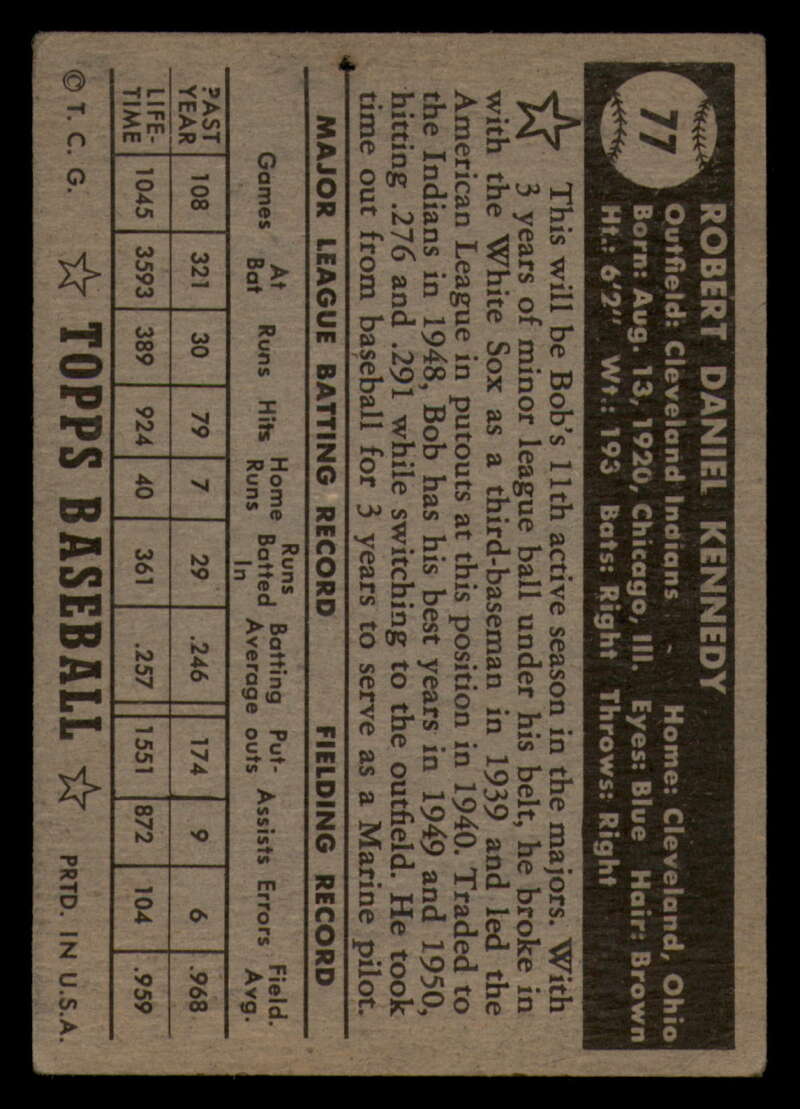 77
ROBERT DANIEL KENNEDY
Outfield: Cleveland Indians - Home: Cleveland, Ohio
Born: Aug. 13, 1920, Chicago, Ill. Eyes: Blue Hair: Brown
Ht.: 6'2" Wt.: 193 Bats: Right Throws: Right
This will be Bob's 11th active season in the majors. With
3 years of minor league ball under his belt, he broke in
with the White Sox as a third-baseman in 1939 and led the
American League in putouts at this position in 1940. Traded to
the Indians in 1948, Bob has his best years in 1949 and 1950,
hitting .276 and .291 while switching to the outfield. He took
time out from baseball for 3 years to serve as a Marine pilot.
MAJOR LEAGUE BATTING RECORD FIELDING RECORD
Games At Bat Runs Hits Home Runs Runs Batted In Batting Average Put-outs Assists Errors Field. Avg.
PAST YEAR 108 321 30 79 7 29 .246 174 9 6 .968
LIFE-TIME 1045 3593 389 924 40 361 .257 1551 872 104 .959
© T. C. G. TOPPS BASEBALL PRTD. IN U.S.A.